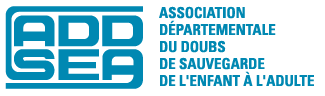 ADD
SEA
ASSOCIATION
DÉPARTEMENTALE
DU DOUBS
DE SAUVEGARDE
DE L'ENFANT À L'ADULTE